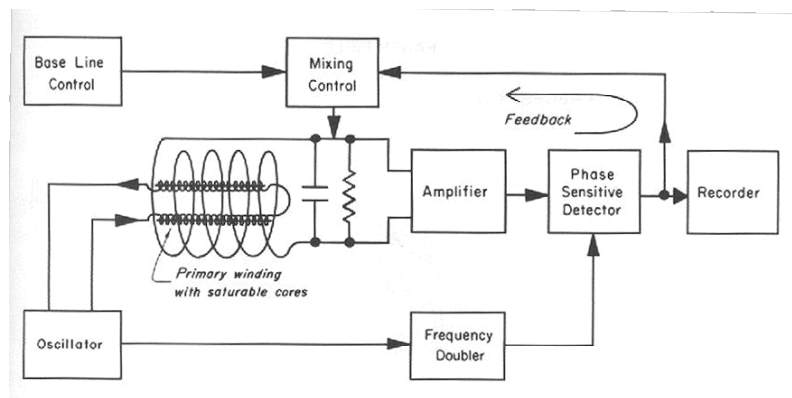 Base Line
Control
Mixing
Control
Feedback
Amplifier
Phase
Sensitive
Detector
Recorder
Primary winding
with saturable cores
Oscillator
Frequency
Doubler